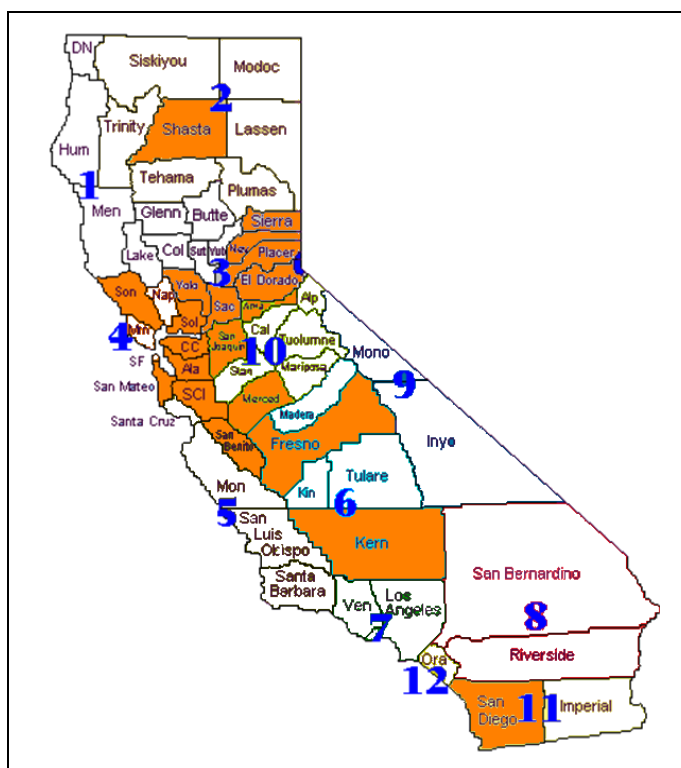 DN
Siskiyou
Modoc
2
Trinity
Shasta
Lassen
Hum
1
Tehama
Plumas
Men
Glenn
Butte
Sierra
Lake
Col
Sut
Yub
Nev
Placer
3
El Dorado
Son
Nap
Yolo
Sac
Ama
Alp
4
Mrn
Sol
San
Joaquin
Cal
10
Tuolumne
Mono
SF
CC
Ala
Stan
Mariposa
9
San Mateo
SCl
Merced
Madera
Santa Cruz
San
Benito
Fresno
Inyo
Mon
Kin
Tulare
5
6
San
Luis
Obispo
Kern
Santa
Barbara
San Bernardino
Ven
Los
Angeles
7
8
Ora
12
Riverside
San
Diego
11
Imperial